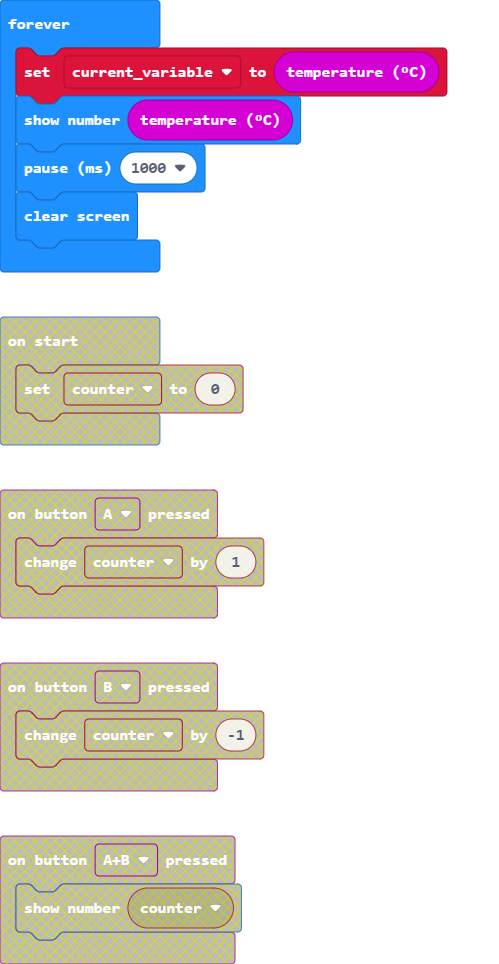 forever
set current_variable to temperature (ºC)
show number temperature (ºC)
pause (ms) 1000
clear screen
on start
set counter to 0
on button A pressed
change counter by 1
on button B pressed
change counter by -1
on button A+B pressed
show number counter